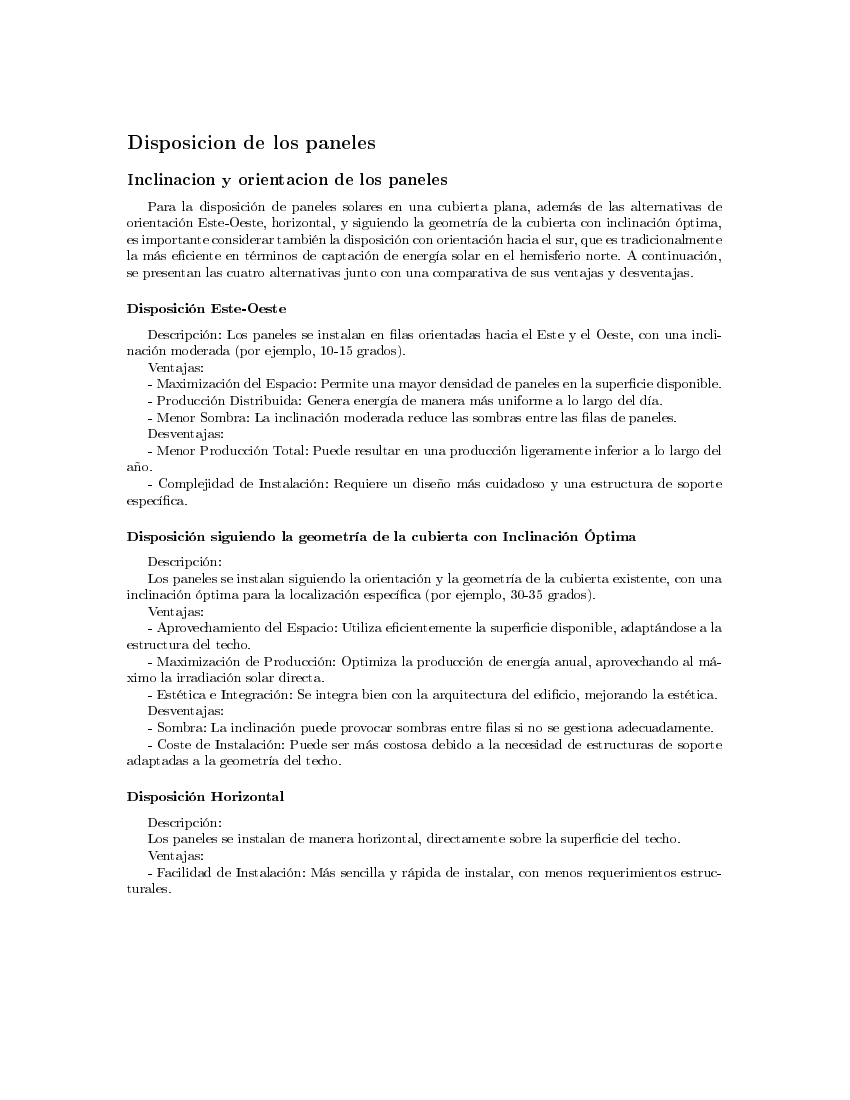 Disposicion de los paneles
Inclinacion y orientacion de los paneles
Para la disposición de paneles solares en una cubierta plana, además de las alternativas de
orientación Este-Oeste, horizontal, y siguiendo la geometría de la cubierta con inclinación óptima,
es importante considerar también la disposición con orientación hacia el sur, que es tradicionalmente
la más eficiente en términos de captación de energía solar en el hemisferio norte. A continuación,
se presentan las cuatro alternativas junto con una comparativa de sus ventajas y desventajas.
Disposición Este-Oeste
Descripción: Los paneles se instalan en filas orientadas hacia el Este y el Oeste, con una incli-
nación moderada (por ejemplo, 10-15 grados).
Ventajas:
- Maximización del Espacio: Permite una mayor densidad de paneles en la superficie disponible.
- Producción Distribuida: Genera energía de manera más uniforme a lo largo del día.
- Menor Sombra: La inclinación moderada reduce las sombras entre las filas de paneles.
Desventajas:
- Menor Producción Total: Puede resultar en una producción ligeramente inferior a lo largo del
año.
- Complejidad de Instalación: Requiere un diseño más cuidadoso y una estructura de soporte
específica.
Disposición siguiendo la geometría de la cubierta con Inclinación Óptima
Descripción:
Los paneles se instalan siguiendo la orientación y la geometría de la cubierta existente, con una
inclinación óptima para la localización específica (por ejemplo, 30-35 grados).
Ventajas:
- Aprovechamiento del Espacio: Utiliza eficientemente la superficie disponible, adaptándose a la
estructura del techo.
- Maximización de Producción: Optimiza la producción de energía anual, aprovechando al má-
ximo la irradiación solar directa.
- Estética e Integración: Se integra bien con la arquitectura del edificio, mejorando la estética.
Desventajas:
- Sombra: La inclinación puede provocar sombras entre filas si no se gestiona adecuadamente.
- Coste de Instalación: Puede ser más costosa debido a la necesidad de estructuras de soporte
adaptadas a la geometría del techo.
Disposición Horizontal
Descripción:
Los paneles se instalan de manera horizontal, directamente sobre la superficie del techo.
Ventajas:
- Facilidad de Instalación: Más sencilla y rápida de instalar, con menos requerimientos estruc-
turales.